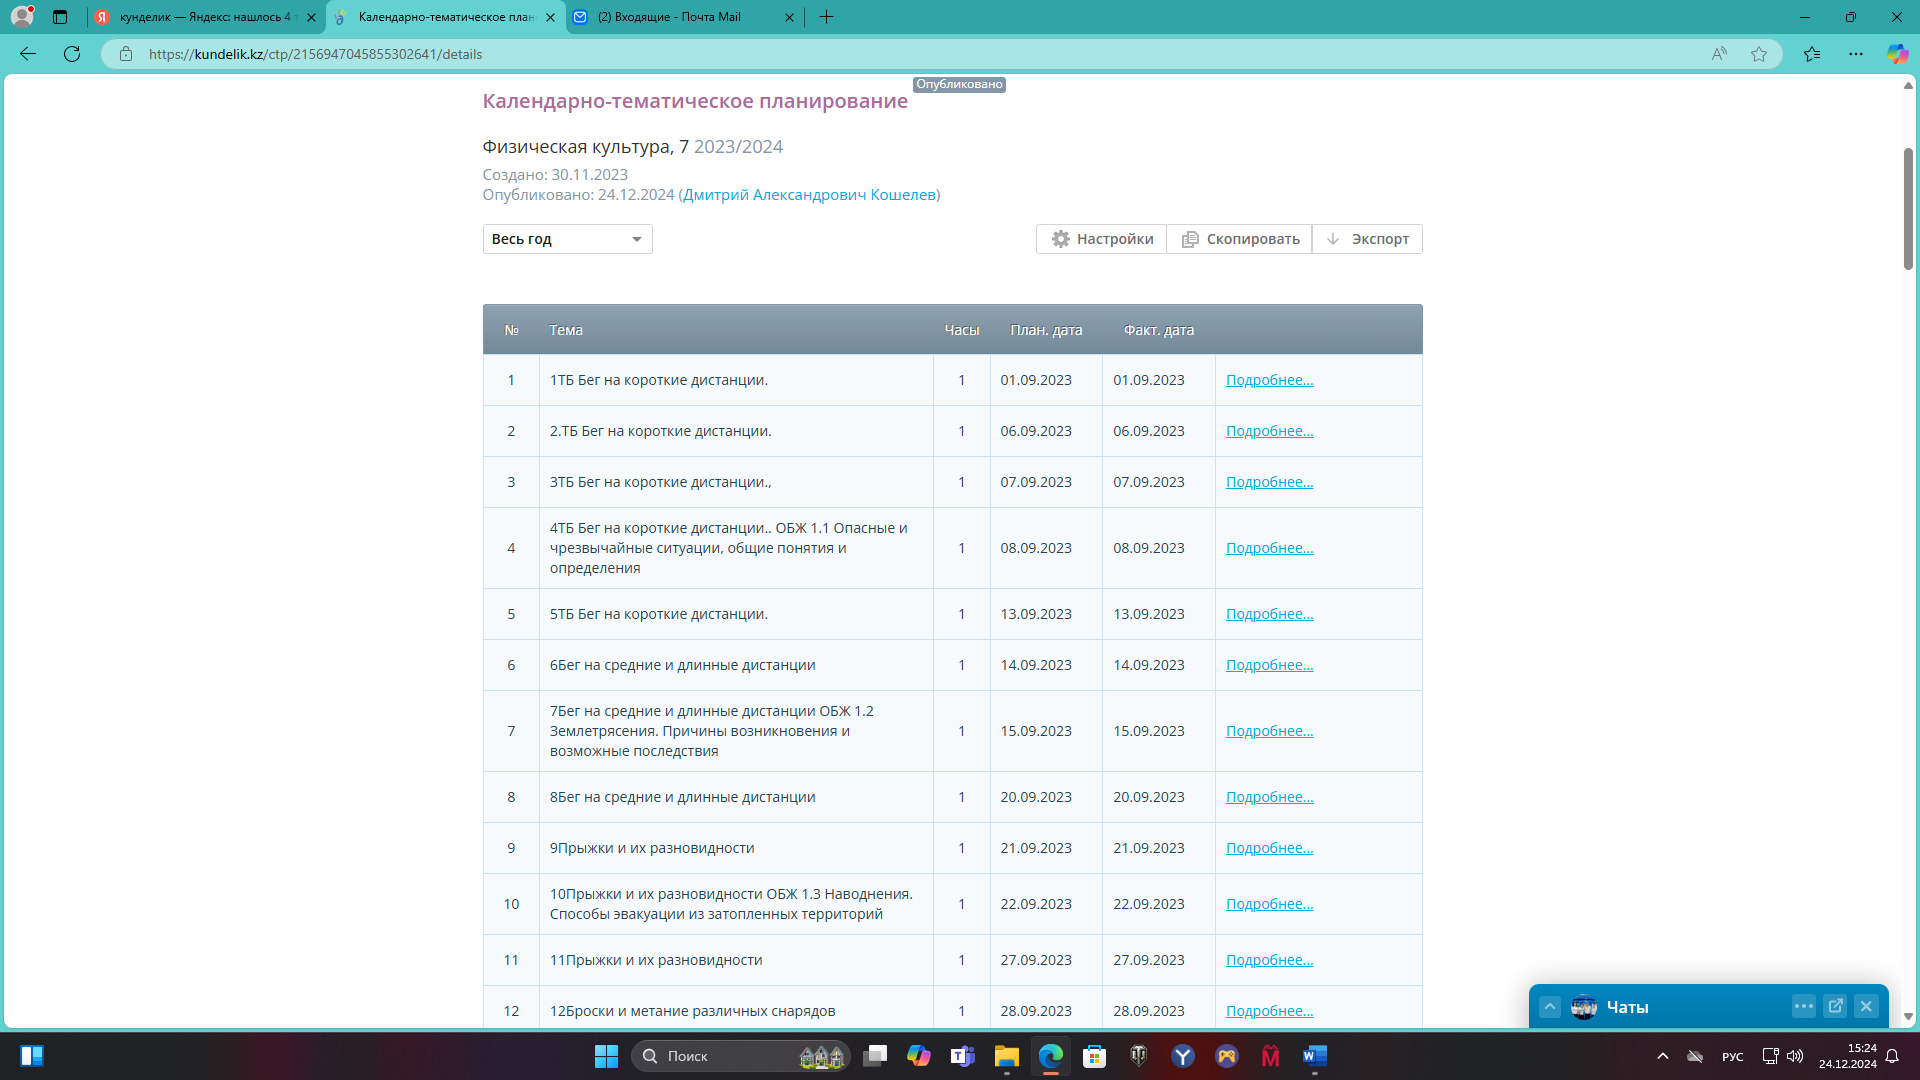 кунделик — Яндекс: нашлось 4 т
Календарно-тематическое план
(2) Входящие - Почта Mail
https://kundelik.kz/ctp/2156947045855302641/details
Опубликовано
Календарно-тематическое планирование
Физическая культура, 7 2023/2024
Создано: 30.11.2023
Опубликовано: 24.12.2024 (Дмитрий Александрович Кошелев)
Весь год
Настройки
Скопировать
Экспорт
№ Тема Часы План. дата Факт. дата
1 1ТБ Бег на короткие дистанции. 1 01.09.2023 01.09.2023 Подробнее...
2 2.ТБ Бег на короткие дистанции. 1 06.09.2023 06.09.2023 Подробнее...
3 3ТБ Бег на короткие дистанции., 1 07.09.2023 07.09.2023 Подробнее...
4ТБ Бег на короткие дистанции.. ОБЖ 1.1 Опасные и
4 чрезвычайные ситуации, общие понятия и 1 08.09.2023 08.09.2023 Подробнее...
определения
5 5ТБ Бег на короткие дистанции. 1 13.09.2023 13.09.2023 Подробнее...
6 6Бег на средние и длинные дистанции 1 14.09.2023 14.09.2023 Подробнее...
7Бег на средние и длинные дистанции ОБЖ 1.2
7 Землетрясения. Причины возникновения и 1 15.09.2023 15.09.2023 Подробнее...
возможные последствия
8 8Бег на средние и длинные дистанции 1 20.09.2023 20.09.2023 Подробнее...
9 9Прыжки и их разновидности 1 21.09.2023 21.09.2023 Подробнее...
10Прыжки и их разновидности ОБЖ 1.3 Наводнения.
10 Способы эвакуации из затопленных территорий 1 22.09.2023 22.09.2023 Подробнее...
11 11Прыжки и их разновидности 1 27.09.2023 27.09.2023 Подробнее...
12 12Броски и метание различных снарядов 1 28.09.2023 28.09.2023 Подробнее...
Чаты
Поиск
РУС
15:24
24.12.2024